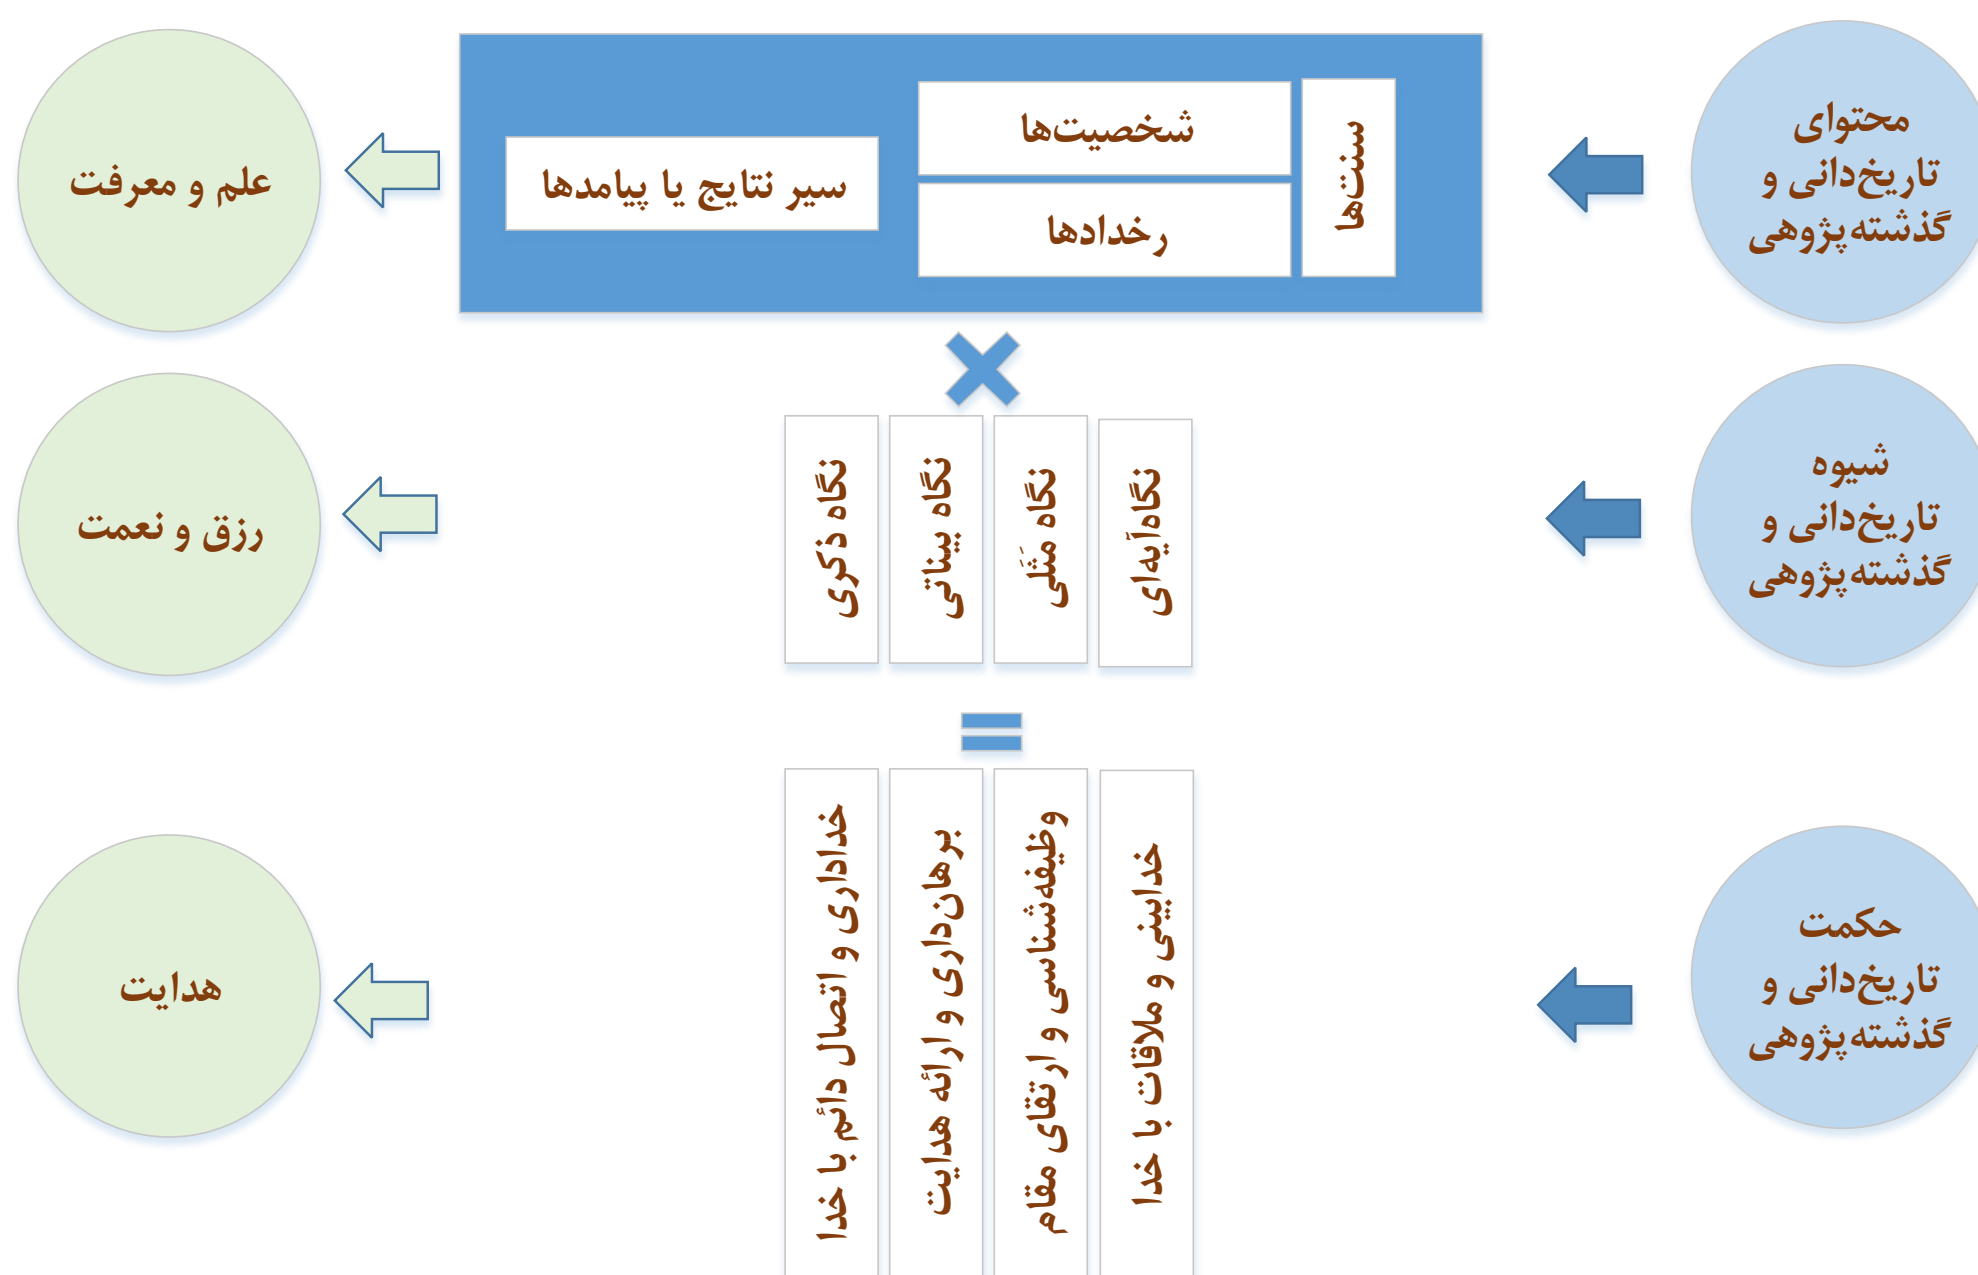 محتوای
تاریخ‌دانی و
گذشته‌پژوهی
سنت‌ها
شخصیت‌ها
رخدادها
سیر نتایج یا پیامدها
علم و معرفت
شیوه
تاریخ‌دانی و
گذشته‌پژوهی
نگاه‌آیه‌ای
نگاه مثَلی
نگاه بیناتی
نگاه ذکری
رزق و نعمت
حکمت
تاریخ‌دانی و
گذشته‌پژوهی
خدابینی و ملاقات با خدا
وظیفه‌شناسی و ارتقای مقام
برهان‌داری و ارائه هدایت
خداداری و اتصال دائم با خدا
هدایت